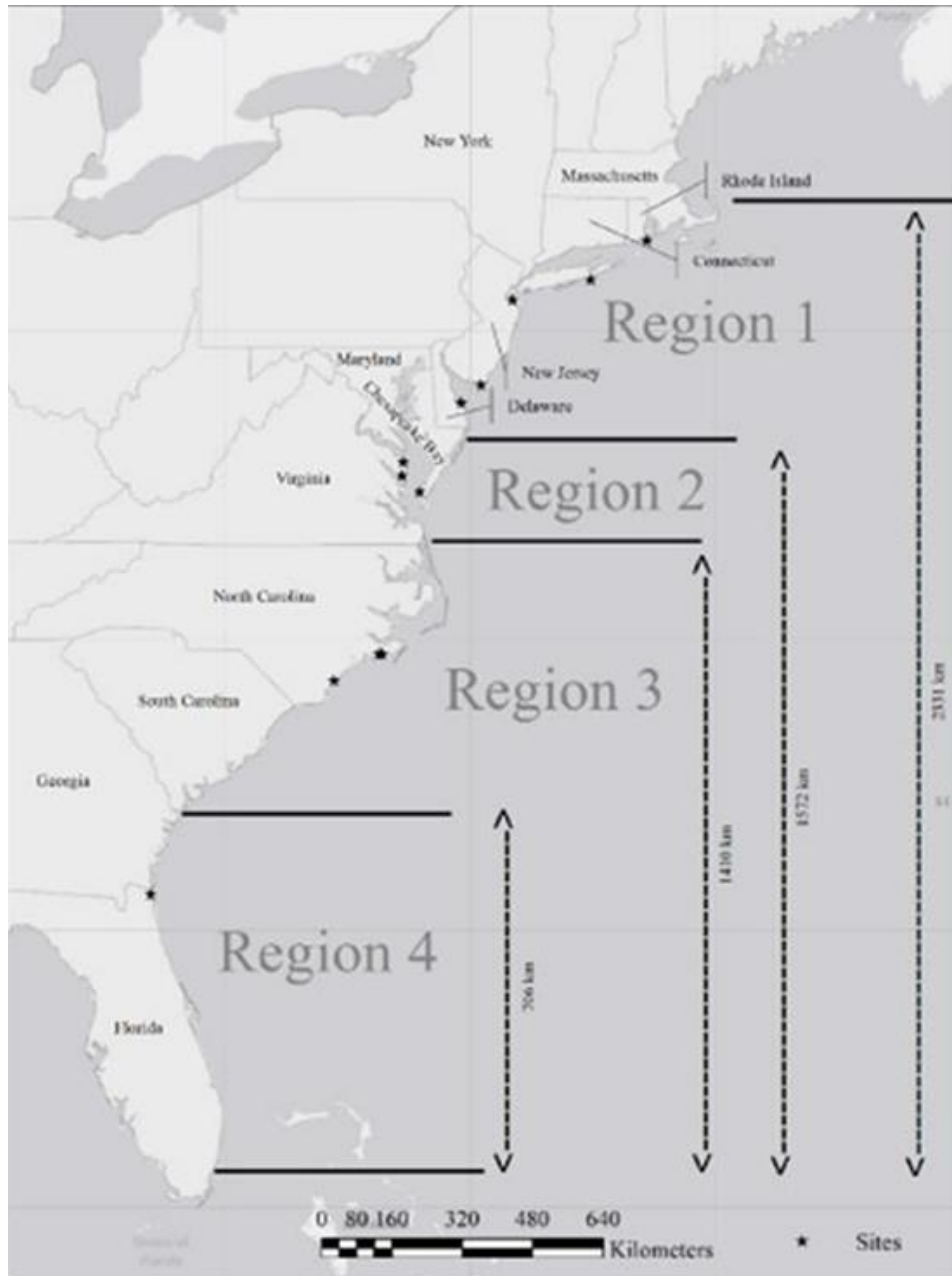 New York
Massachusetts
Rhode Island
Connecticut
Region 1
Maryland
New Jersey
Chesapeake Bay
Delaware
Virginia
Region 2
North Carolina
Region 3
2331 km
South Carolina
Georgia
1572 km
1410 km
Region 4
706 km
Florida
0 80 160 320 480 640
Kilometers
Sites